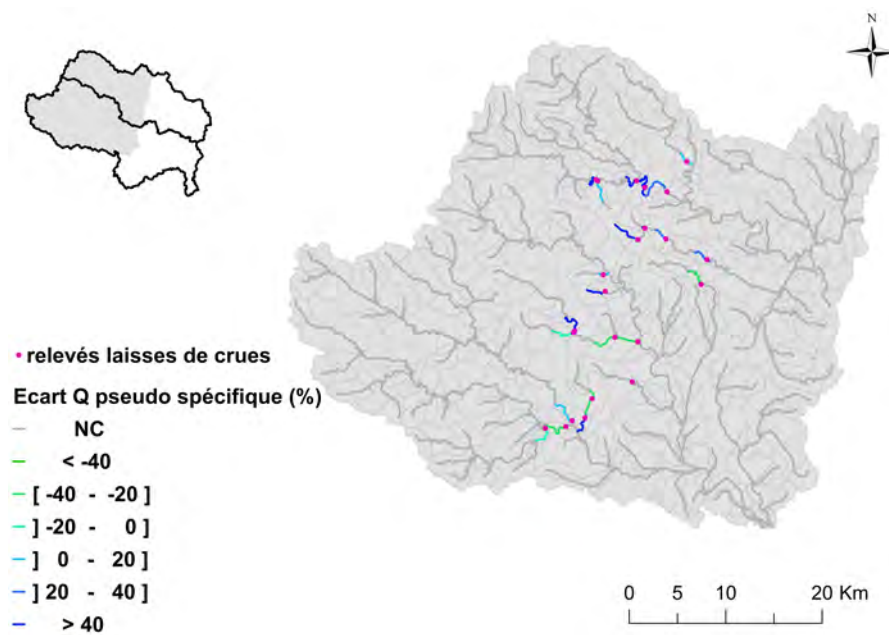 N
relevés laisses de crues
Ecart Q pseudo spécifique (%)
NC
< -40
[ -40 - -20 ]
] -20 - 0 ]
] 0 - 20 ]
] 20 - 40 ]
> 40
0 5 10 20 Km